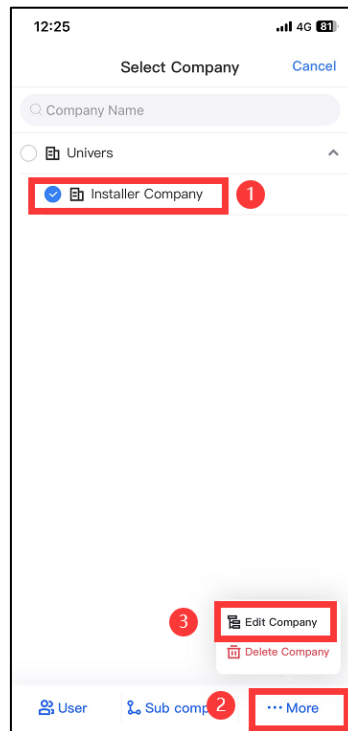 12:25 4G 81
Select Company Cancel
Company Name
Univers
Installer Company 1
3 Edit Company
Delete Company
User Sub comp 2 ··· More